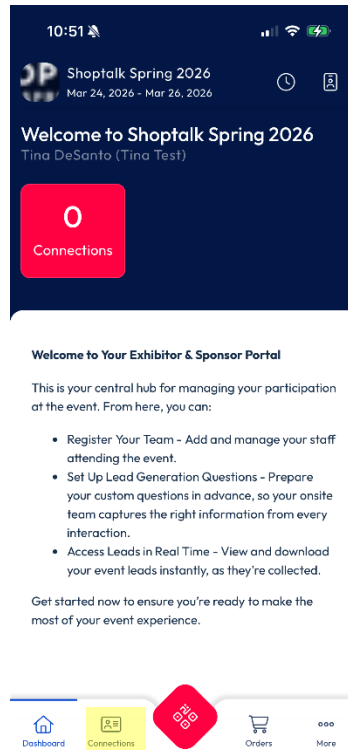 10:51
Shoptalk Spring 2026
Mar 24, 2026 - Mar 26, 2026
Welcome to Shoptalk Spring 2026
Tina DeSanto (Tina Test)
0
Connections
Welcome to Your Exhibitor & Sponsor Portal
This is your central hub for managing your participation
at the event. From here, you can:
• Register Your Team - Add and manage your staff
attending the event.
• Set Up Lead Generation Questions - Prepare
your custom questions in advance, so your onsite
team captures the right information from every
interaction.
• Access Leads in Real Time - View and download
your event leads instantly, as they're collected.
Get started now to ensure you're ready to make the
most of your event experience.
Dashboard
Connections
Orders
More